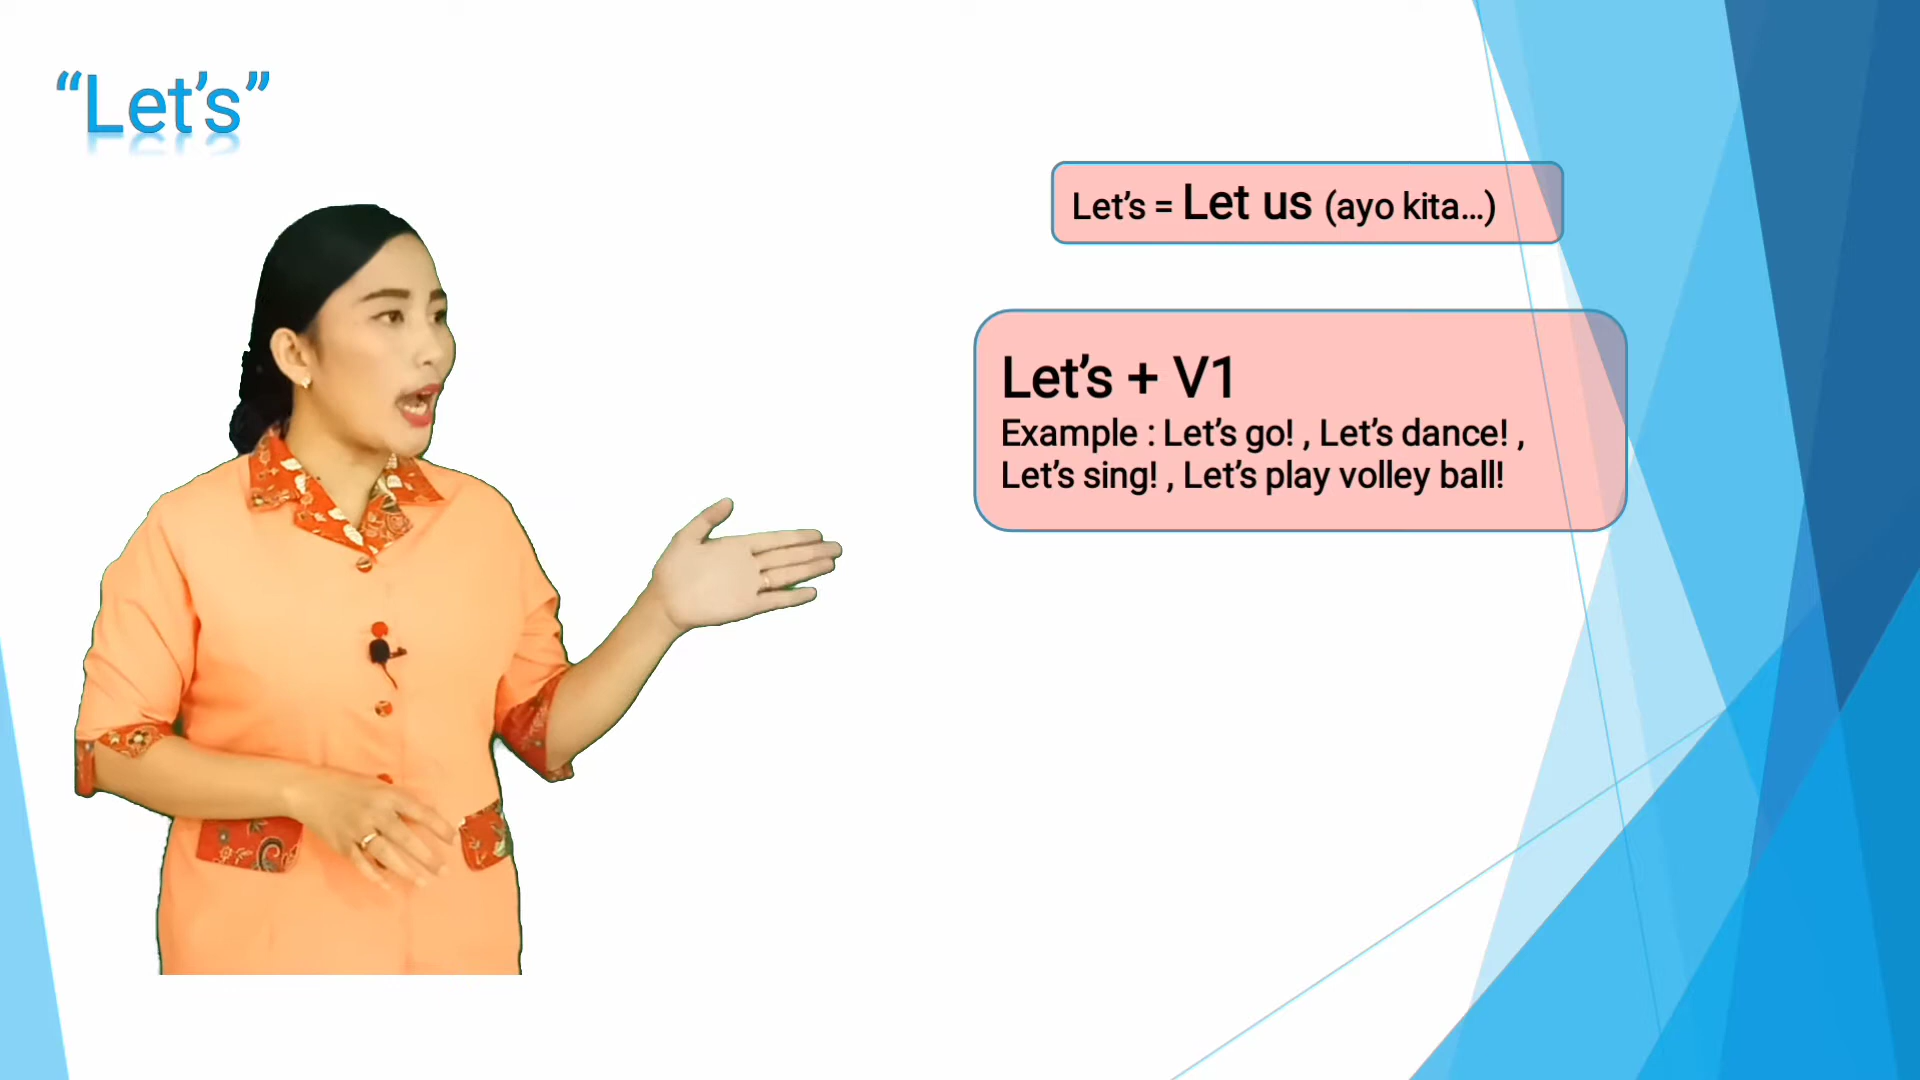 “Let’s”
Let’s = Let us (ayo kita...)
Let’s + V1
Example : Let’s go! , Let’s dance! ,
Let’s sing! , Let’s play volley ball!